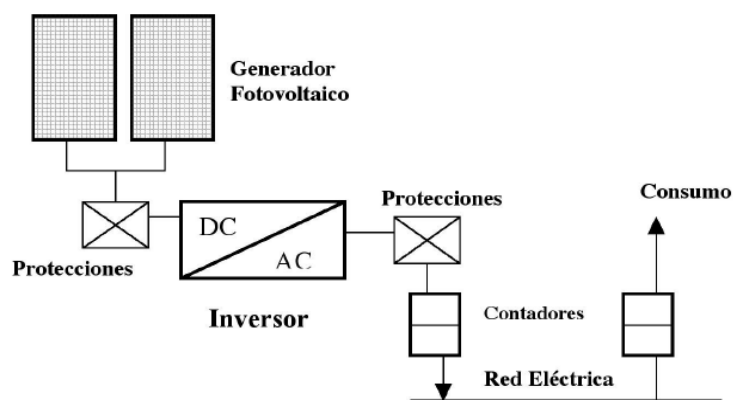 Generador
Fotovoltaico
Protecciones
Consumo
DC
AC
Protecciones
Inversor
Contadores
Red Eléctrica